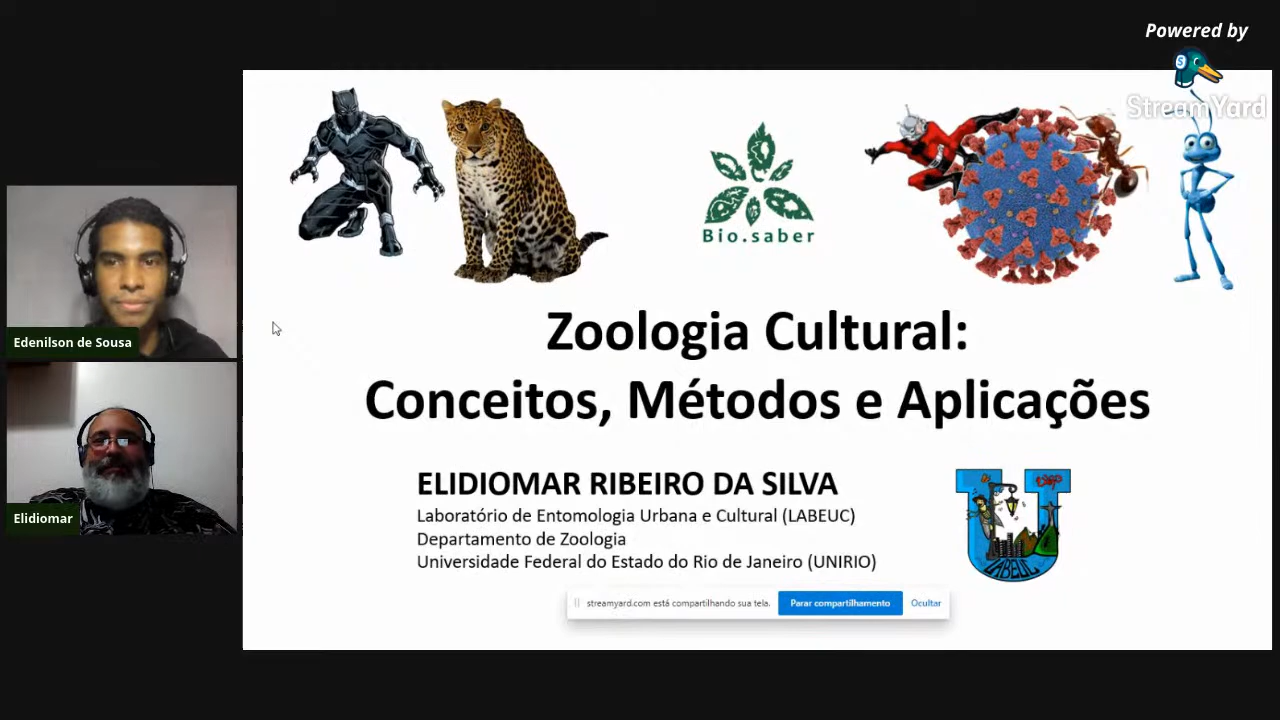 Powered by
StreamYard
Bio.saber
Zoologia Cultural:
Conceitos, Métodos e Aplicações
Edenilson de Sousa
Elidiomar
ELIDIOMAR RIBEIRO DA SILVA
Laboratório de Entomologia Urbana e Cultural (LABEUC)
Departamento de Zoologia
Universidade Federal do Estado do Rio de Janeiro (UNIRIO)
LABEUC
streamyard.com está compartilhando sua tela.
Parar compartilhamento
Ocultar